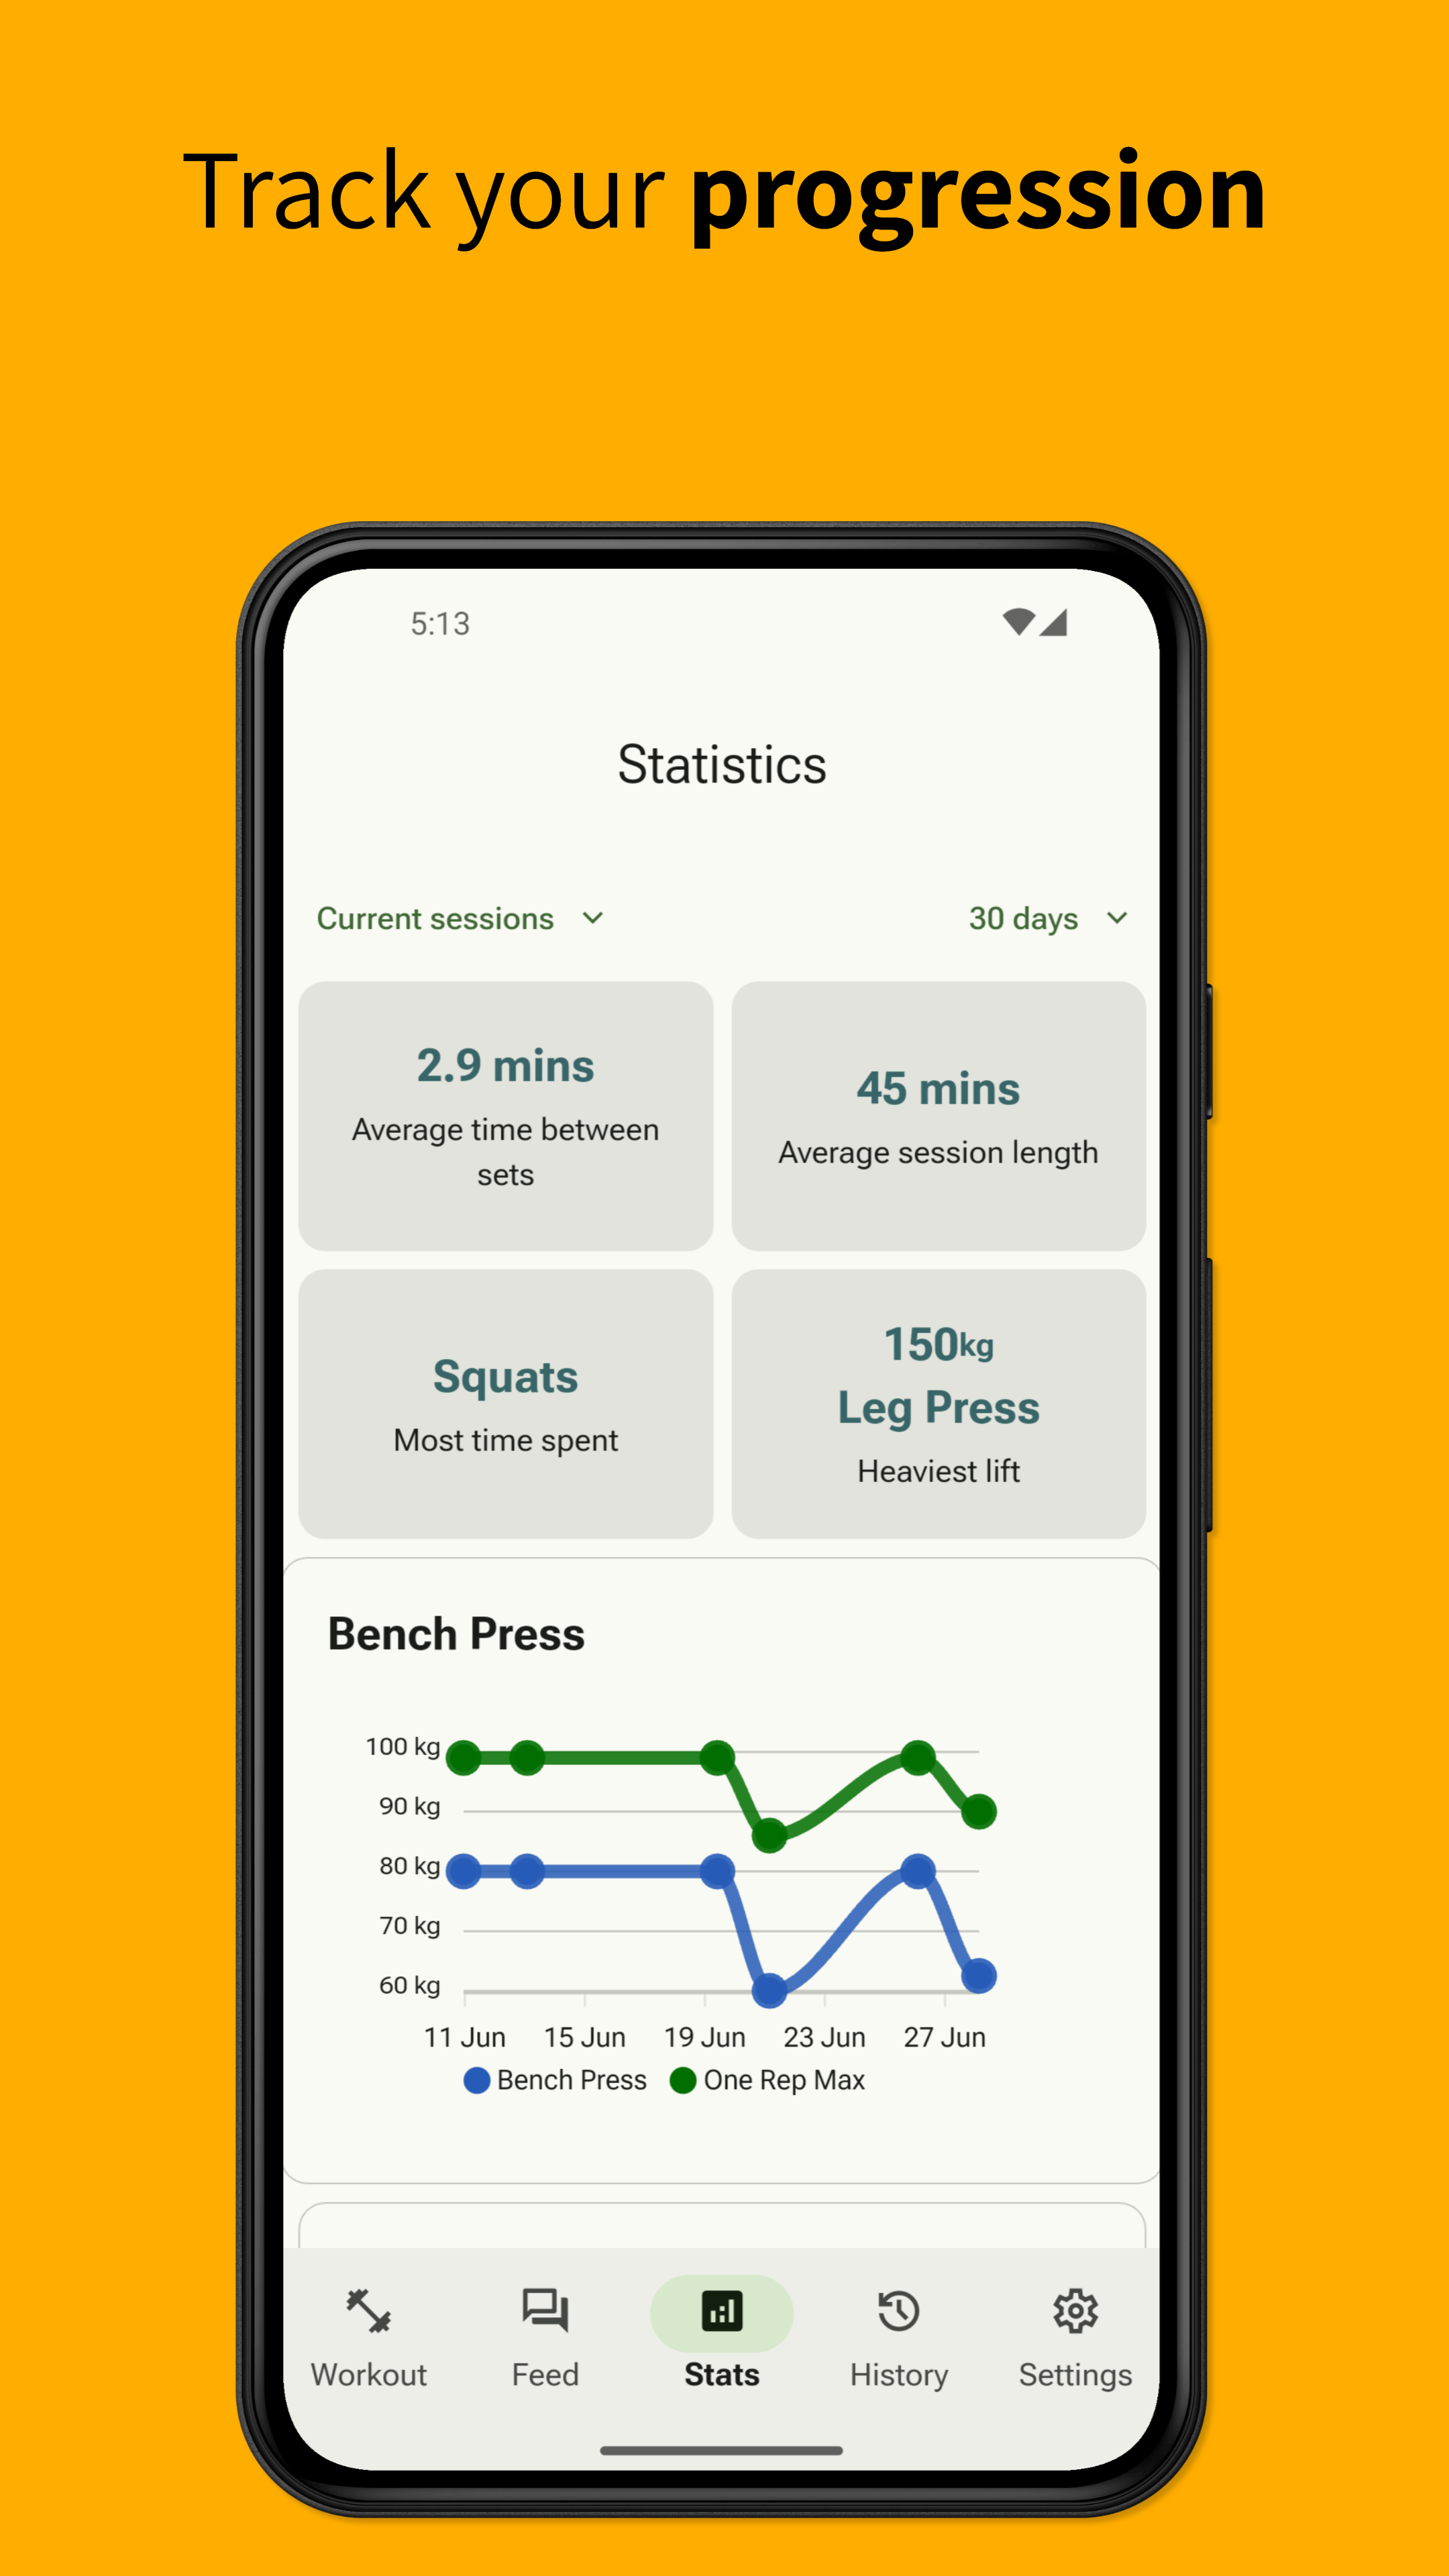 Track your progression
5:13
Statistics
Current sessions
30 days
2.9 mins
Average time between
sets
45 mins
Average session length
Squats
Most time spent
150kg
Leg Press
Heaviest lift
Bench Press
100 kg
90 kg
80 kg
70 kg
60 kg
11 Jun 15 Jun 19 Jun 23 Jun 27 Jun
Bench Press One Rep Max
Workout Feed Stats History Settings